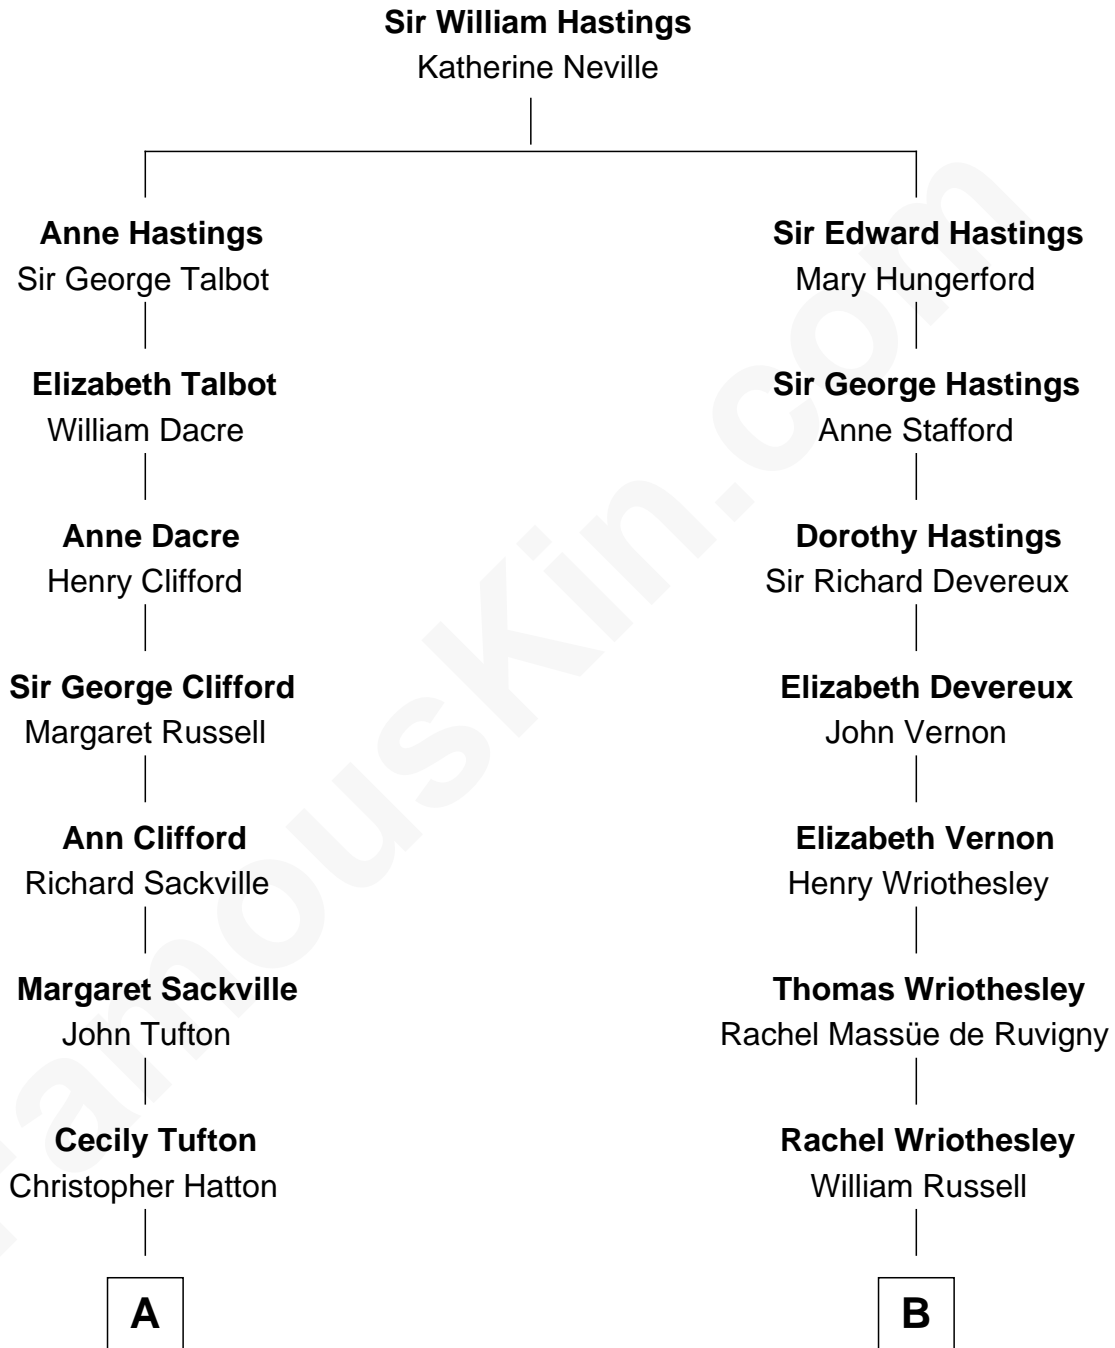 Sir William Hastings
Katherine Neville
Anne Hastings
Sir George Talbot
Elizabeth Talbot
William Dacre
Anne Dacre
Henry Clifford
Sir George Clifford
Margaret Russell
Ann Clifford
Richard Sackville
Margaret Sackville
John Tufton
Cecily Tufton
Christopher Hatton
A
Sir Edward Hastings
Mary Hungerford
Sir George Hastings
Anne Stafford
Dorothy Hastings
Sir Richard Devereux
Elizabeth Devereux
John Vernon
Elizabeth Vernon
Henry Wriothesley
Thomas Wriothesley
Rachel Massüe de Ruvigny
Rachel Wriothesley
William Russell
B
FamousKin.com